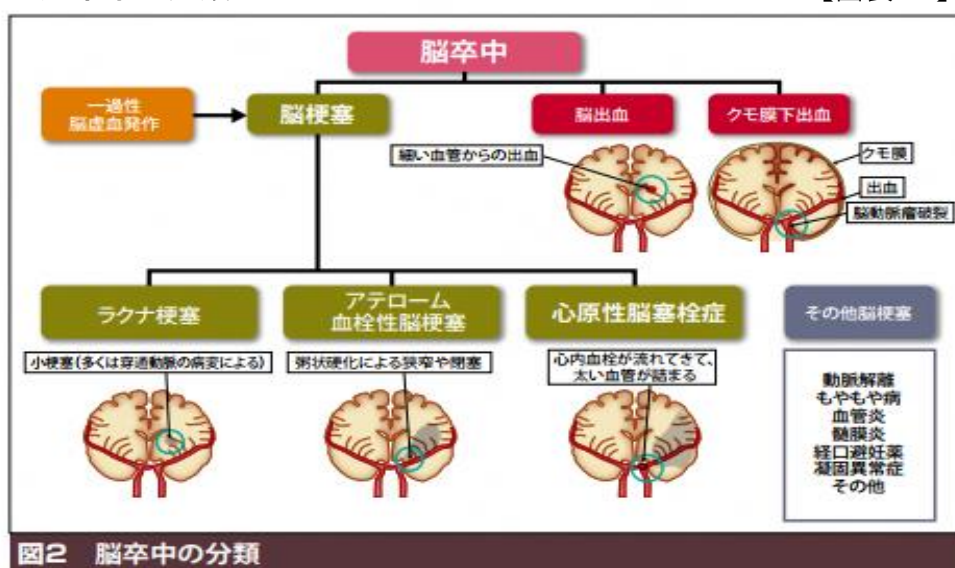 脳卒中
一過性
脳虚血発作
脳梗塞
脳出血
クモ膜下出血
細い血管からの出血
クモ膜
出血
脳動脈瘤破裂
ラクナ梗塞
アテローム
血栓性脳梗塞
心原性脳塞栓症
その他脳梗塞
小梗塞(多くは穿通動脈の病変による)
粥状硬化による狭窄や閉塞
心内血栓が流れてきて、
太い血管が詰まる
動脈解離
もやもや病
血管炎
髄膜炎
経口避妊薬
凝固異常症
その他
図2 脳卒中の分類